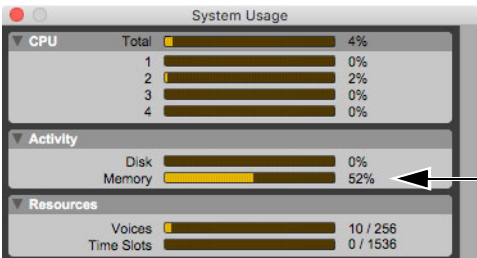 System Usage
CPU Total 4%
1 0%
2 2%
3 0%
4 0%
Activity
Disk 0%
Memory 52%
Resources
Voices 10 / 256
Time Slots 0 / 1536